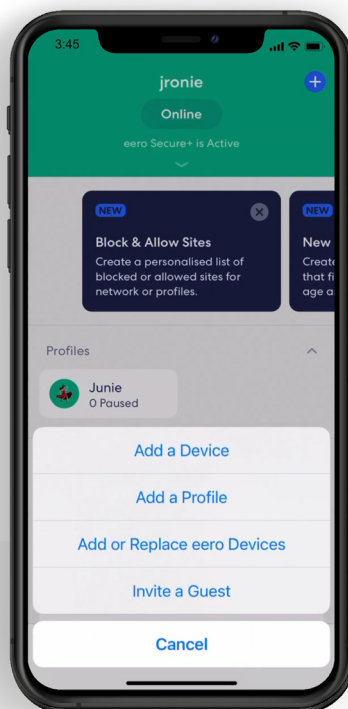 3:45
jronie
Online
eero Secure+ is Active
NEW
Block & Allow Sites
Create a personalised list of
blocked or allowed sites for
network or profiles.
NEW
New
Create
that fi
age a
Profiles
Junie
0 Paused
Add a Device
Add a Profile
Add or Replace eero Devices
Invite a Guest
Cancel